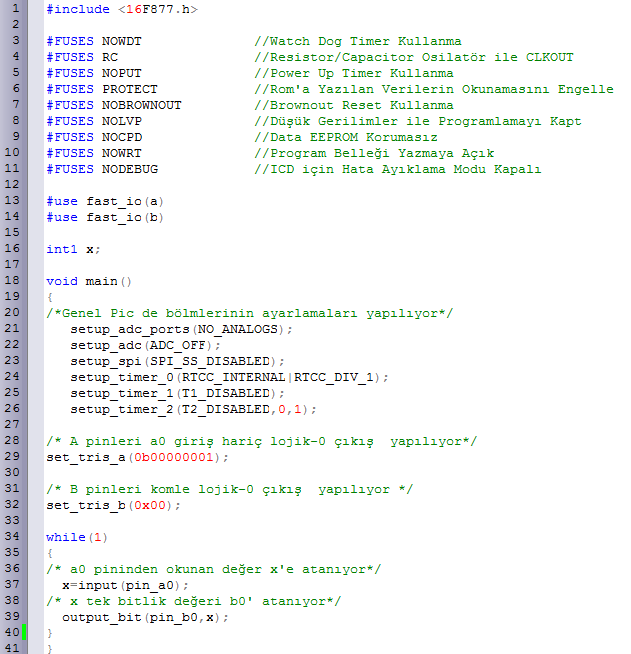 1 #include <16F877.h>
2
3 #FUSES NOWDT //Watch Dog Timer Kullanma
4 #FUSES RC //Resistor/Capacitor Osilatör ile CLKOUT
5 #FUSES NOPUT //Power Up Timer Kullanma
6 #FUSES PROTECT //Rom'a Yazılan Verilerin Okunamasını Engelle
7 #FUSES NOBROWNOUT //Brownout Reset Kullanma
8 #FUSES NOLVP //Düşük Gerilimler ile Programlamayı Kapt
9 #FUSES NOCPD //Data EEPROM Korumasız
10 #FUSES NOWRT //Program Belleği Yazmaya Açık
11 #FUSES NODEBUG //ICD için Hata Ayıklama Modu Kapalı
12
13 #use fast_io(a)
14 #use fast_io(b)
15
16 int1 x;
17
18 void main()
19 {
20 /*Genel Pic de bölmlerinin ayarlamaları yapılıyor*/
21 setup_adc_ports(NO_ANALOGS);
22 setup_adc(ADC_OFF);
23 setup_spi(SPI_SS_DISABLED);
24 setup_timer_0(RTCC_INTERNAL|RTCC_DIV_1);
25 setup_timer_1(T1_DISABLED);
26 setup_timer_2(T2_DISABLED,0,1);
27
28 /* A pinleri a0 giriş hariç lojik-0 çıkış  yapılıyor*/
29 set_tris_a(0b00000001);
30
31 /* B pinleri komle lojik-0 çıkış  yapılıyor */
32 set_tris_b(0x00);
33
34 while(1)
35 {
36 /* a0 pininden okunan değer x'e atanıyor*/
37 x=input(pin_a0);
38 /* x tek bitlik değeri b0' atanıyor*/
39 output_bit(pin_b0,x);
40 }
41 }